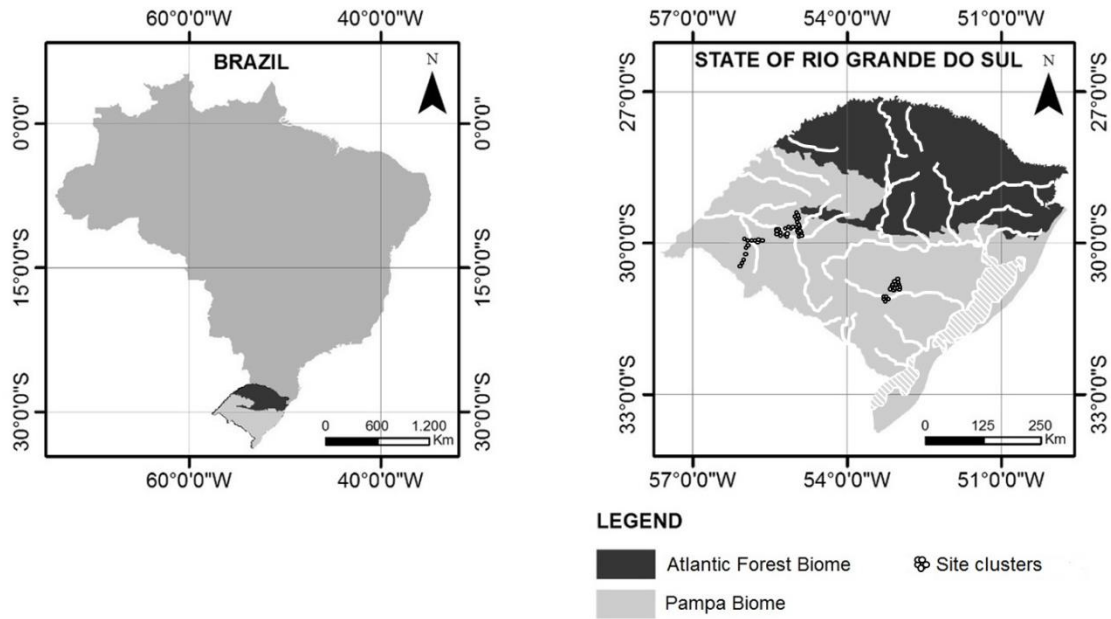 60°0'0"W 40°0'0"W
BRAZIL
N
0°0'0" 0°0'0"
15°0'0"S 15°0'0"S
30°0'0"S 30°0'0"S
0 600 1.200
Km
60°0'0"W 40°0'0"W
57°0'0"W 54°0'0"W 51°0'0"W
STATE OF RIO GRANDE DO SUL
N
27°0'0"S 27°0'0"S
30°0'0"S 30°0'0"S
33°0'0"S 33°0'0"S
0 125 250
Km
57°0'0"W 54°0'0"W 51°0'0"W
LEGEND
Atlantic Forest Biome Site clusters
Pampa Biome